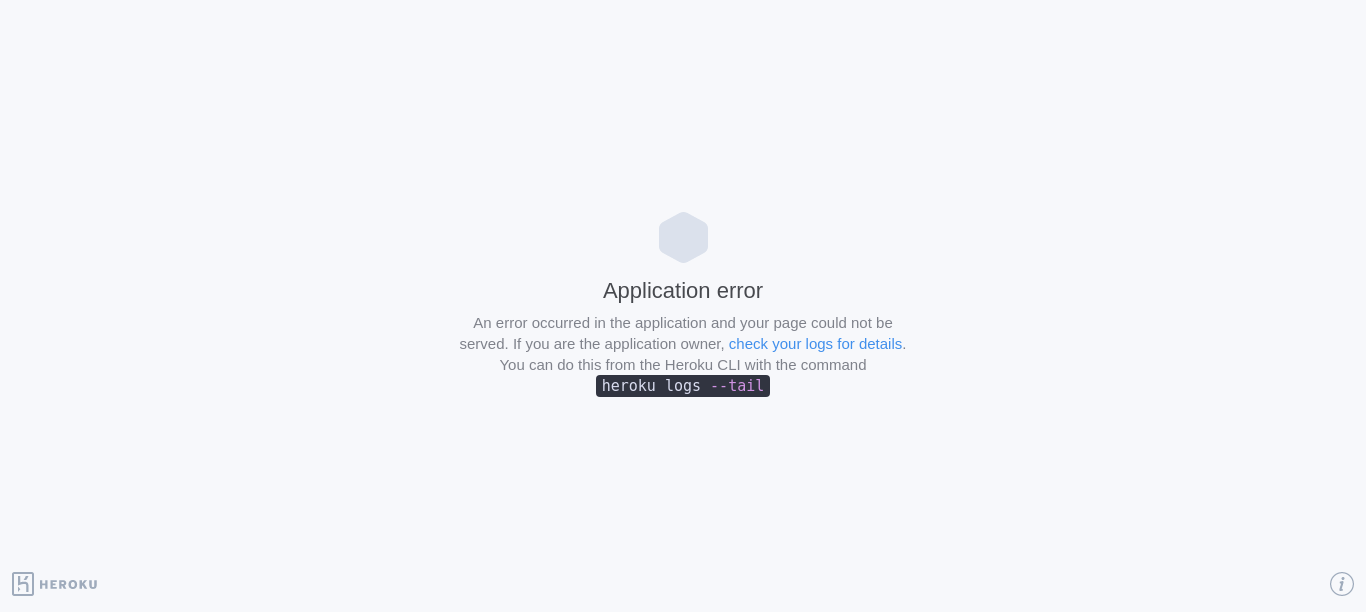 Application error
An error occurred in the application and your page could not be
served. If you are the application owner, check your logs for details.
You can do this from the Heroku CLI with the command
heroku logs --tail
HEROKU
i